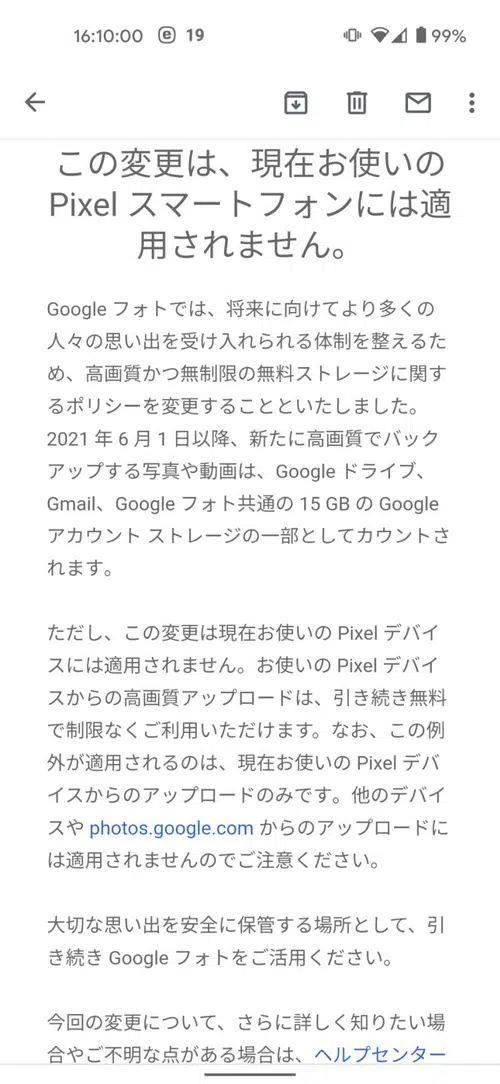 16:10:00 e 19 99%
この変更は、現在お使いの
Pixel スマートフォンには適
用されません。
Google フォトでは、将来に向けてより多くの
人々の思い出を受け入れられる体制を整えるた
め、高画質かつ無制限の無料ストレージに関す
るポリシーを変更することといたしました。
2021 年 6 月 1 日以降、新たに高画質でバック
アップする写真や動画は、Google ドライブ、
Gmail、Google フォト共通の 15 GB の Google
アカウント ストレージの一部としてカウントさ
れます。
ただし、この変更は現在お使いの Pixel デバイ
スには適用されません。お使いの Pixel デバイ
スからの高画質アップロードは、引き続き無料
で制限なくご利用いただけます。なお、この例
外が適用されるのは、現在お使いの Pixel デバ
イスからのアップロードのみです。他のデバイ
スや photos.google.com からのアップロードに
は適用されませんのでご注意ください。
大切な思い出を安全に保管する場所として、引
き続き Google フォトをご活用ください。
今回の変更について、さらに詳しく知りたい場
合やご不明な点がある場合は、ヘルプセンター